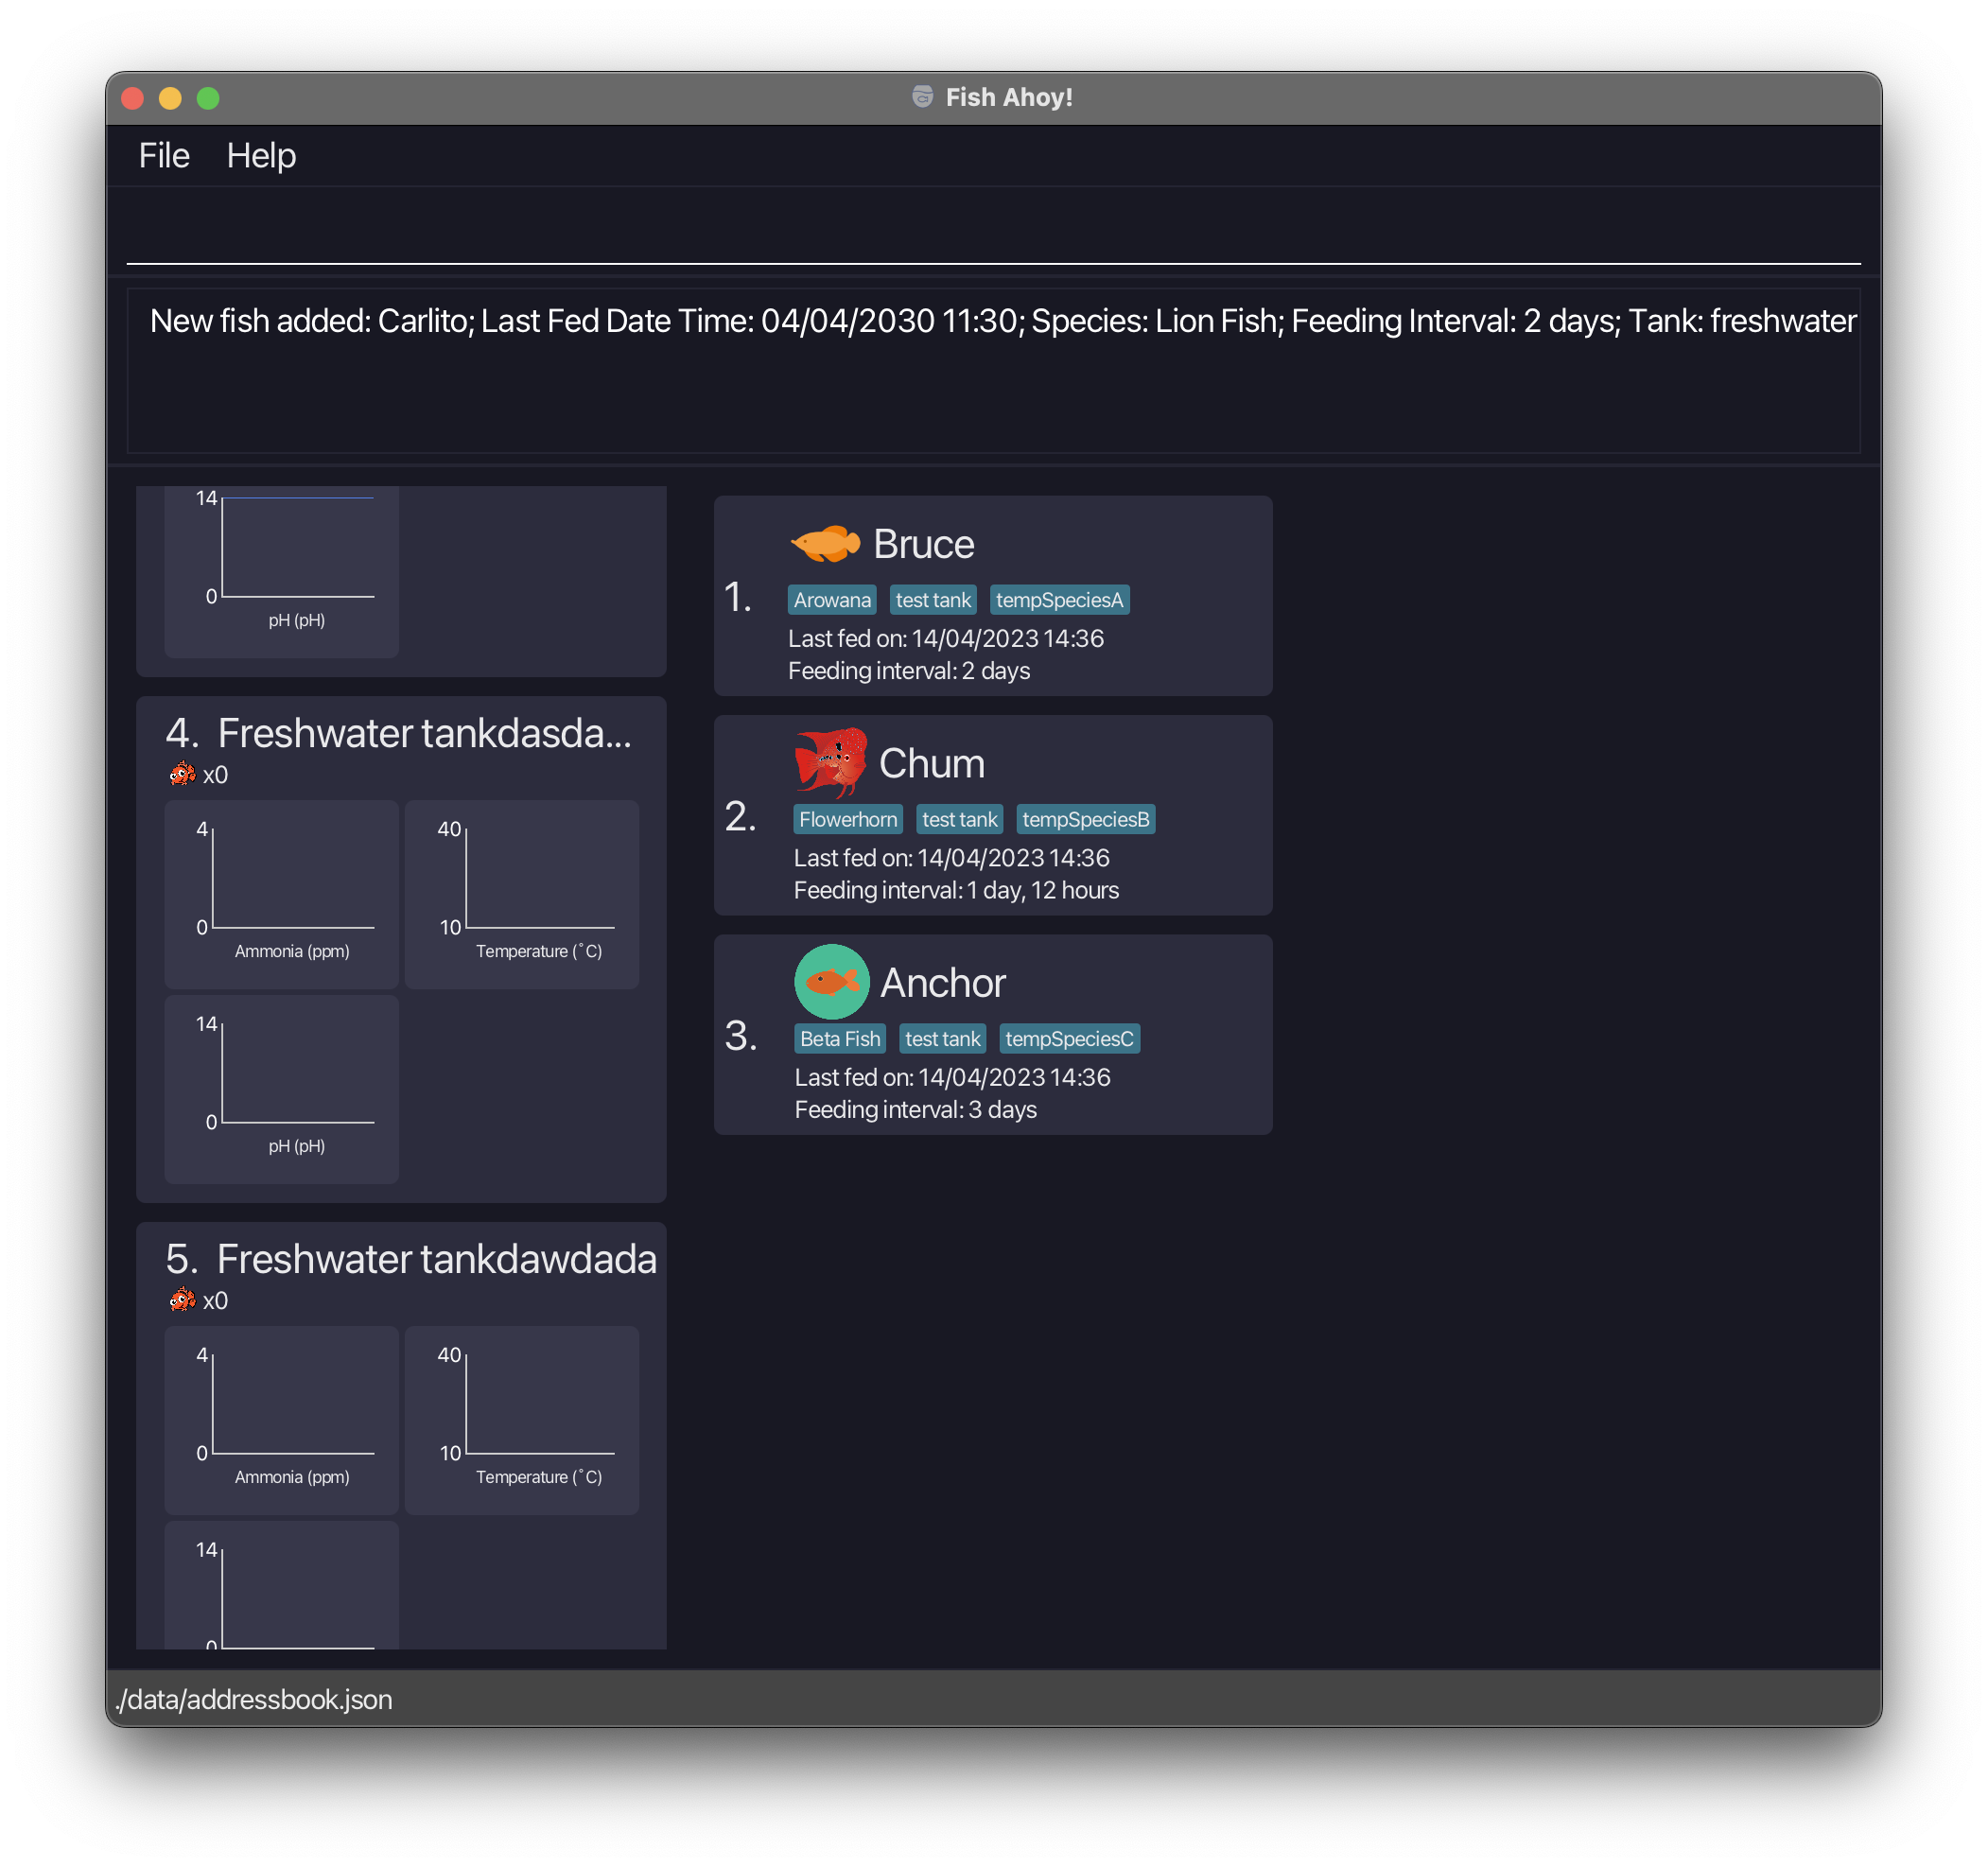 Fish Ahoy!
File Help
New fish added: Carlito; Last Fed Date Time: 04/04/2030 11:30; Species: Lion Fish; Feeding Interval: 2 days; Tank: freshwater
14
0
pH (pH)
4. Freshwater tankdasda...
x0
4
0
Ammonia (ppm)
40
10
Temperature (˚C)
14
0
pH (pH)
5. Freshwater tankdawdada
x0
4
0
Ammonia (ppm)
40
10
Temperature (˚C)
14
0
1.
Bruce
Arowana test tank tempSpeciesA
Last fed on: 14/04/2023 14:36
Feeding interval: 2 days
2.
Chum
Flowerhorn test tank tempSpeciesB
Last fed on: 14/04/2023 14:36
Feeding interval: 1 day, 12 hours
3.
Anchor
Beta Fish test tank tempSpeciesC
Last fed on: 14/04/2023 14:36
Feeding interval: 3 days
./data/addressbook.json